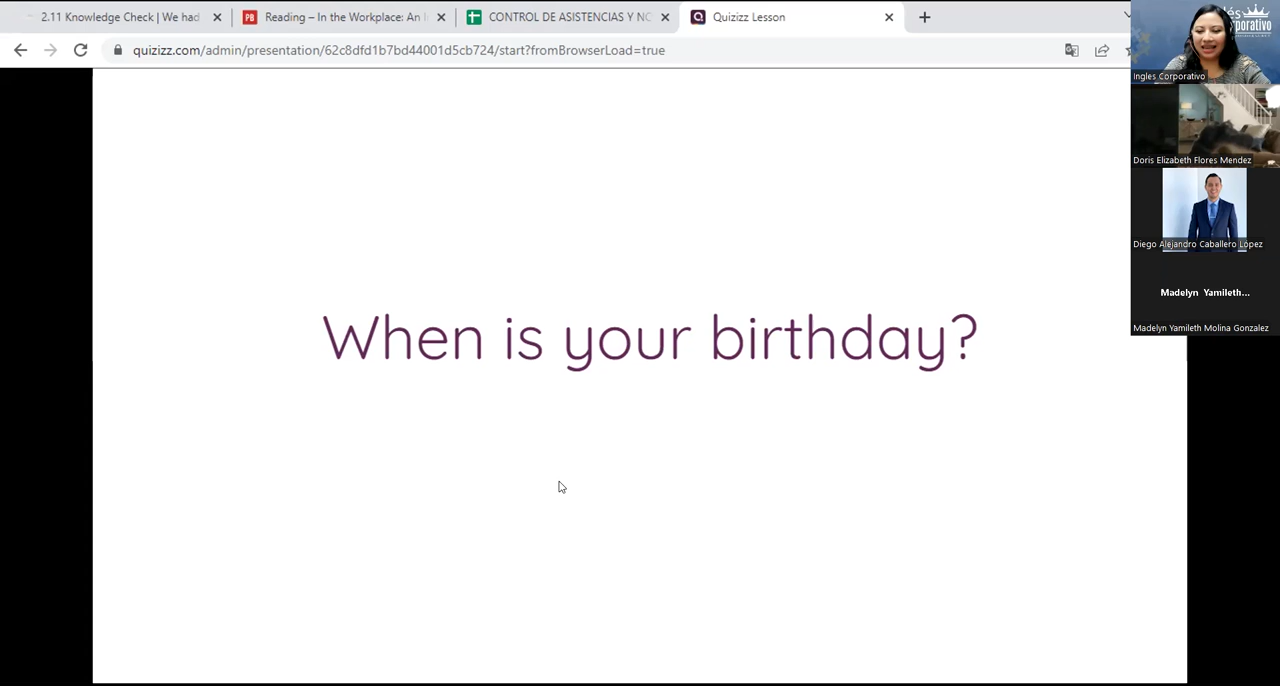 2.11 Knowledge Check | We had
Reading – In the Workplace: An I
CONTROL DE ASISTENCIAS Y NO
Quizizz Lesson
quizizz.com/admin/presentation/62c8dfd1b7bd44001d5cb724/start?fromBrowserLoad=true
When is your birthday?
Ingles Corporativo
Doris Elizabeth Flores Mendez
Diego Alejandro Caballero López
Madelyn Yamileth...
Madelyn Yamileth Molina Gonzalez